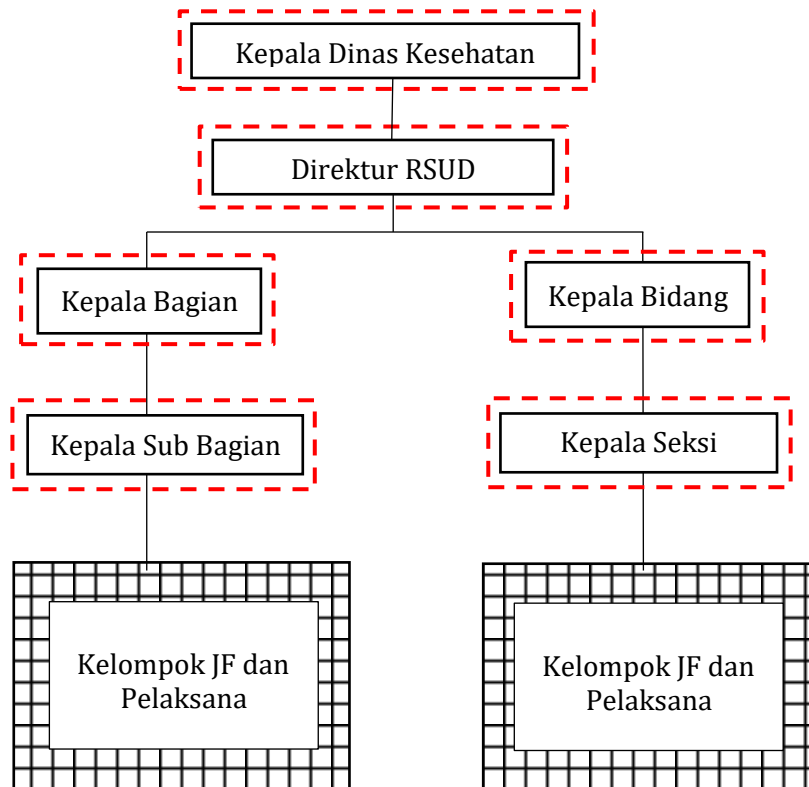 Kepala Dinas Kesehatan
Direktur RSUD
Kepala Bagian
Kepala Bidang
Kepala Sub Bagian
Kepala Seksi
Kelompok JF dan
Pelaksana
Kelompok JF dan
Pelaksana